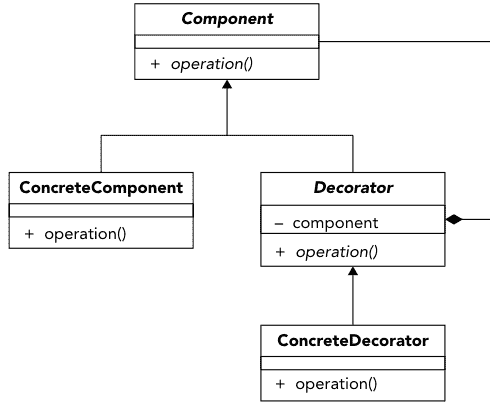 Component
+ operation()
ConcreteComponent
+ operation()
Decorator
– component
+ operation()
ConcreteDecorator
+ operation()